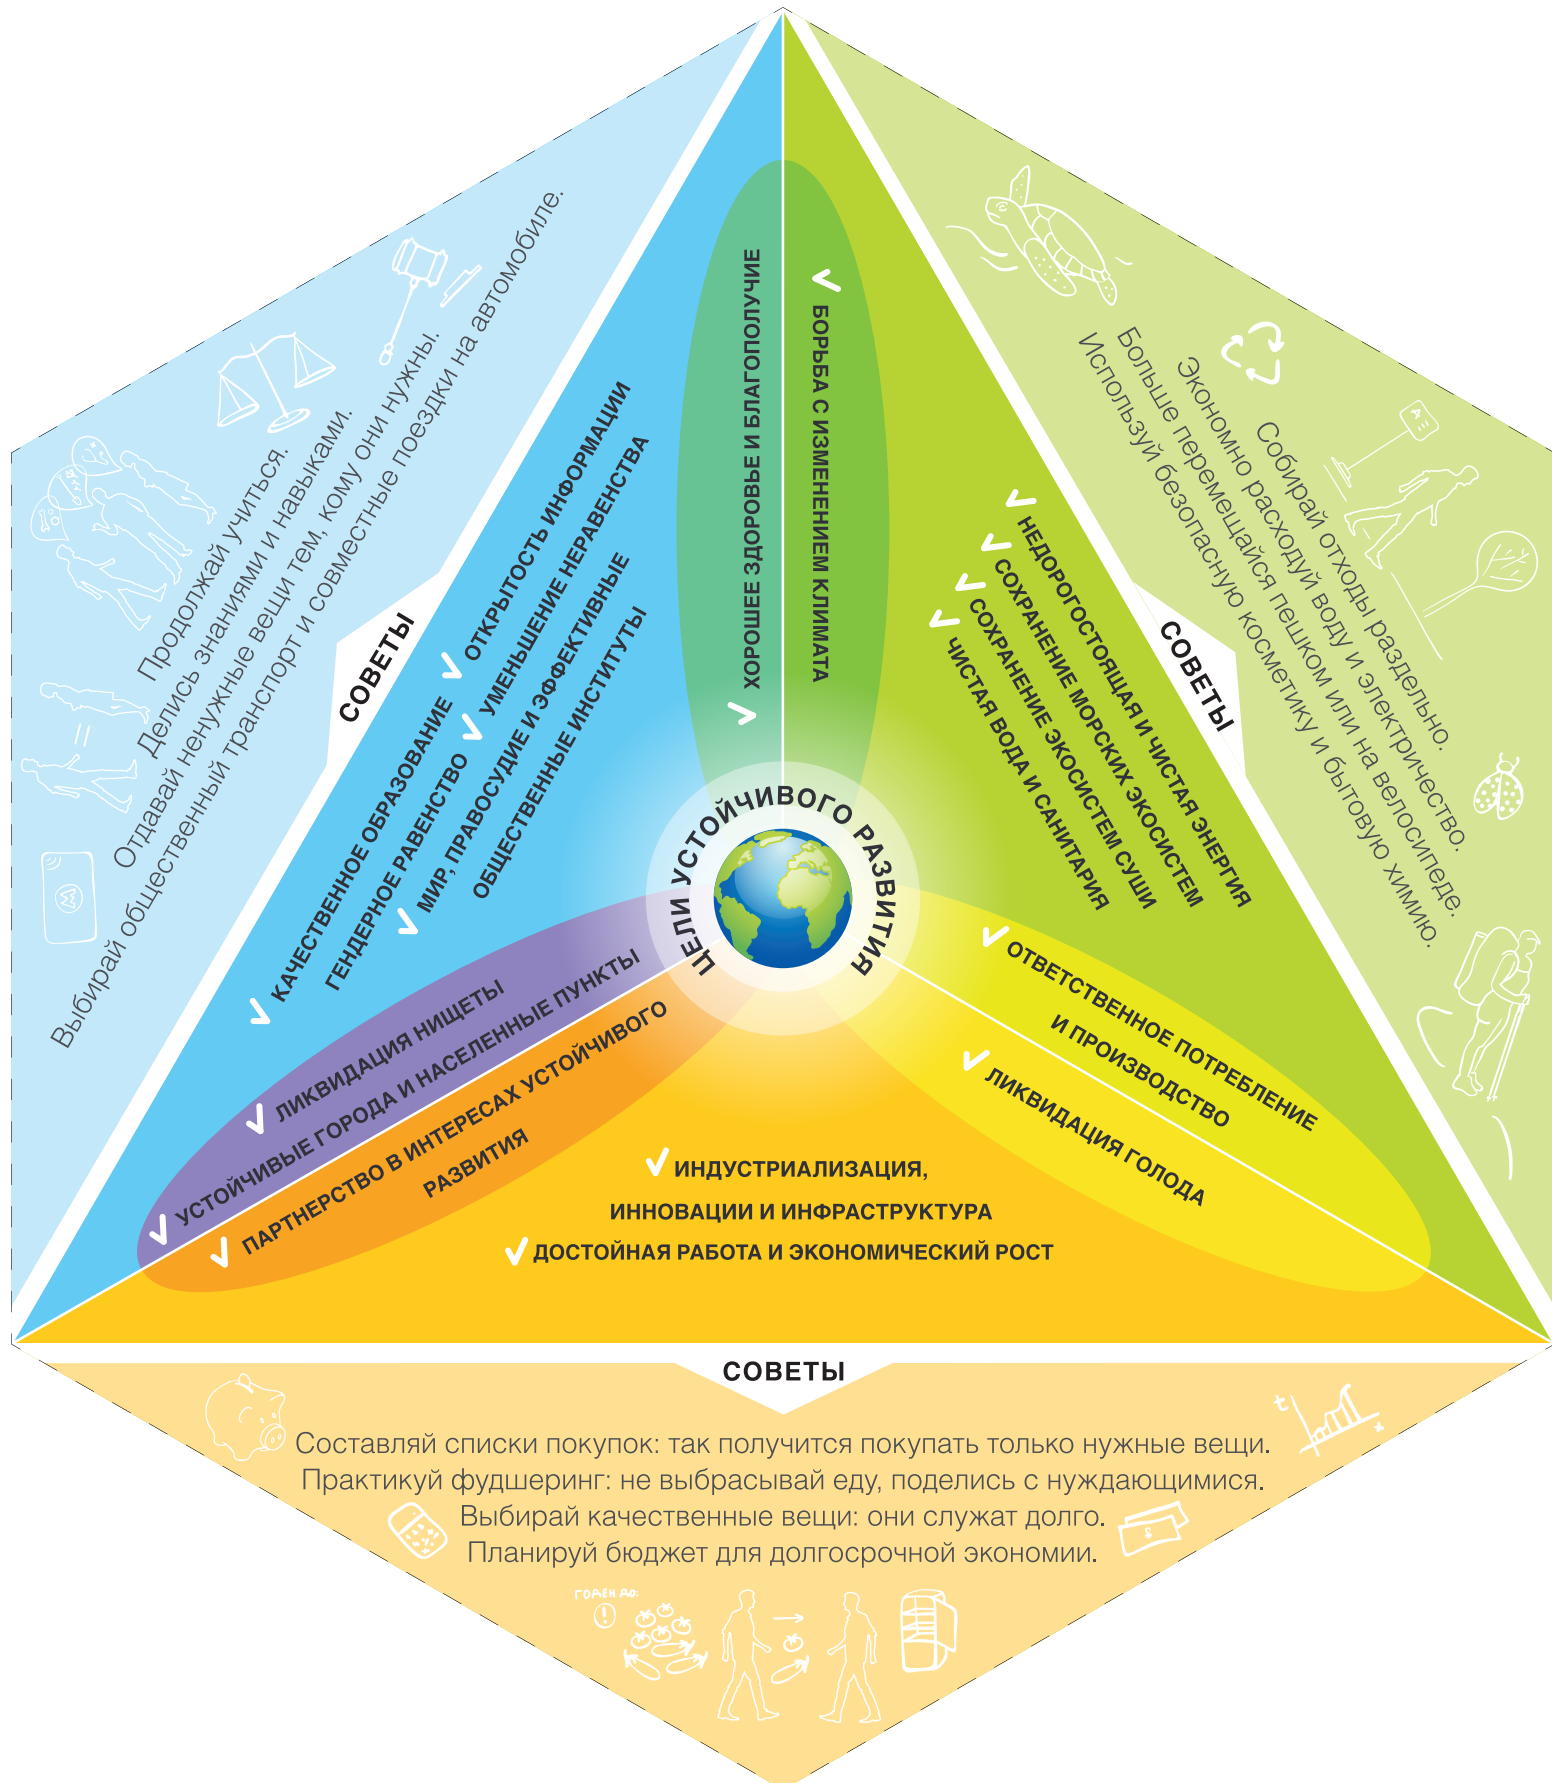 ЦЕЛИ УСТОЙЧИВОГО РАЗВИТИЯ
ХОРОШЕЕ ЗДОРОВЬЕ И БЛАГОПОЛУЧИЕ
БОРЬБА С ИЗМЕНЕНИЕМ КЛИМАТА
ОТКРЫТОСТЬ ИНФОРМАЦИИ
КАЧЕСТВЕННОЕ ОБРАЗОВАНИЕ
УМЕНЬШЕНИЕ НЕРАВЕНСТВА
ГЕНДЕРНОЕ РАВЕНСТВО
МИР, ПРАВОСУДИЕ И ЭФФЕКТИВНЫЕ
ОБЩЕСТВЕННЫЕ ИНСТИТУТЫ
НЕДОРОГОСТОЯЩАЯ И ЧИСТАЯ ЭНЕРГИЯ
СОХРАНЕНИЕ МОРСКИХ ЭКОСИСТЕМ
СОХРАНЕНИЕ ЭКОСИСТЕМ СУШИ
ЧИСТАЯ ВОДА И САНИТАРИЯ
ЛИКВИДАЦИЯ НИЩЕТЫ
УСТОЙЧИВЫЕ ГОРОДА И НАСЕЛЕННЫЕ ПУНКТЫ
ПАРТНЕРСТВО В ИНТЕРЕСАХ УСТОЙЧИВОГО
РАЗВИТИЯ
ОТВЕТСТВЕННОЕ ПОТРЕБЛЕНИЕ
И ПРОИЗВОДСТВО
ЛИКВИДАЦИЯ ГОЛОДА
ИНДУСТРИАЛИЗАЦИЯ,
ИННОВАЦИИ И ИНФРАСТРУКТУРА
ДОСТОЙНАЯ РАБОТА И ЭКОНОМИЧЕСКИЙ РОСТ
СОВЕТЫ
Продолжай учиться.
Делись знаниями и навыками.
Отдавай ненужные вещи тем, кому они нужны.
Выбирай общественный транспорт и совместные поездки на автомобиле.
СОВЕТЫ
Собирай отходы раздельно.
Экономно расходуй воду и электричество.
Больше перемещайся пешком или на велосипеде.
Используй безопасную косметику и бытовую химию.
СОВЕТЫ
Составляй списки покупок: так получится покупать только нужные вещи.
Практикуй фудшеринг: не выбрасывай еду, поделись с нуждающимися.
Выбирай качественные вещи: они служат долго.
Планируй бюджет для долгосрочной экономии.
ГОДЕН ДО:
t
x